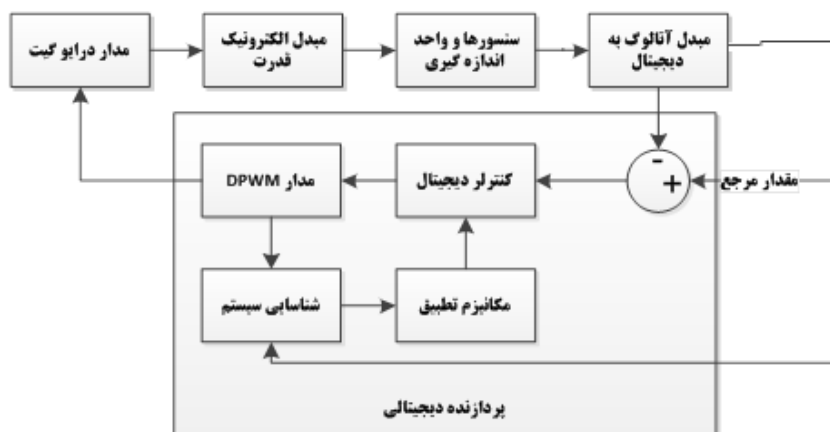 مدار درایو گیت
مبدل الکترونیک
قدرت
سنسورها و واحد
اندازه گیری
مبدل آنالوگ به
دیجیتال
مدار DPWM
کنترلر دیجیتال
-
+
مقدار مرجع
شناسایی سیستم
مکانیزم تطبیق
پردازنده دیجیتالی